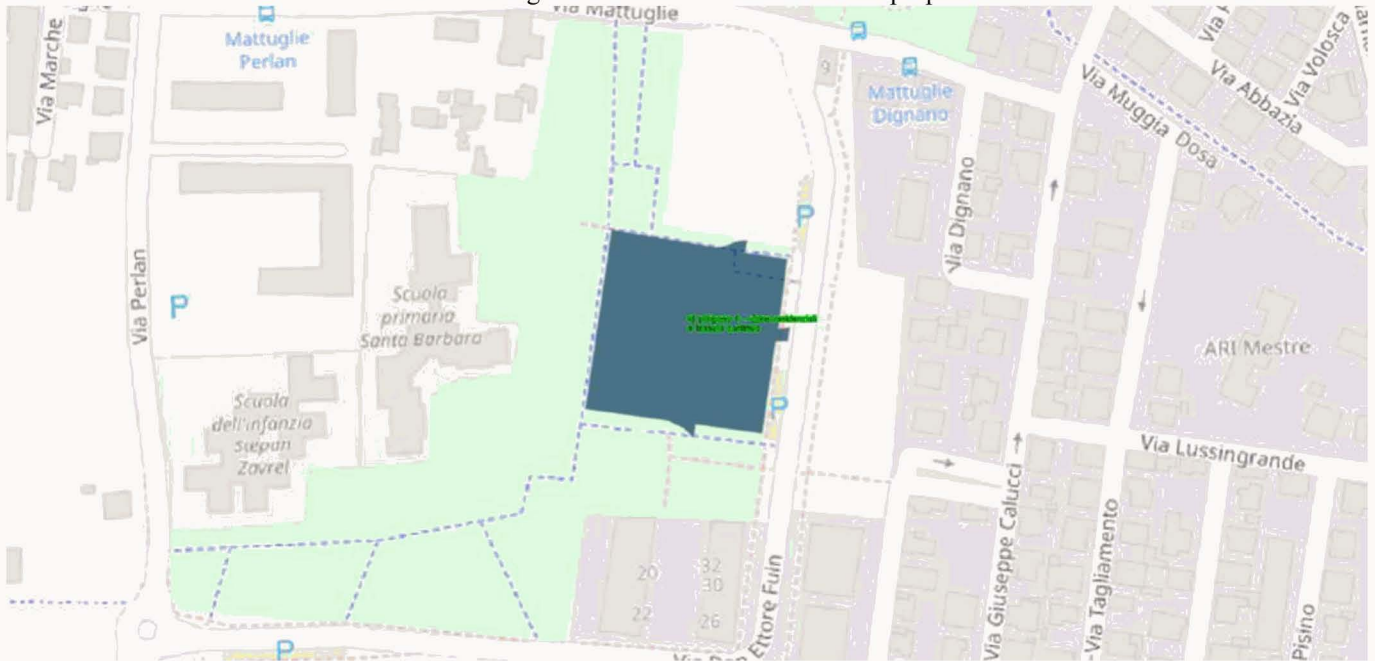 Via Mattuglie
Via Marche
Mattuglie
Perlan
9
Mattuglie
Dignano
Via Muggia Dosa
Via Abbazia
Via Volosca
Via Dignano
P
Via Perlan
P
Scuola
primaria
Santa Barbara
ARI Mestre
P
Scuola
dell'infanzia
Stepan
Zavrel
Via Lussingrande
Via Giuseppe Calucci
Via Tagliamento
20
32
30
22
26
Pisino
Ettore Fuin
P